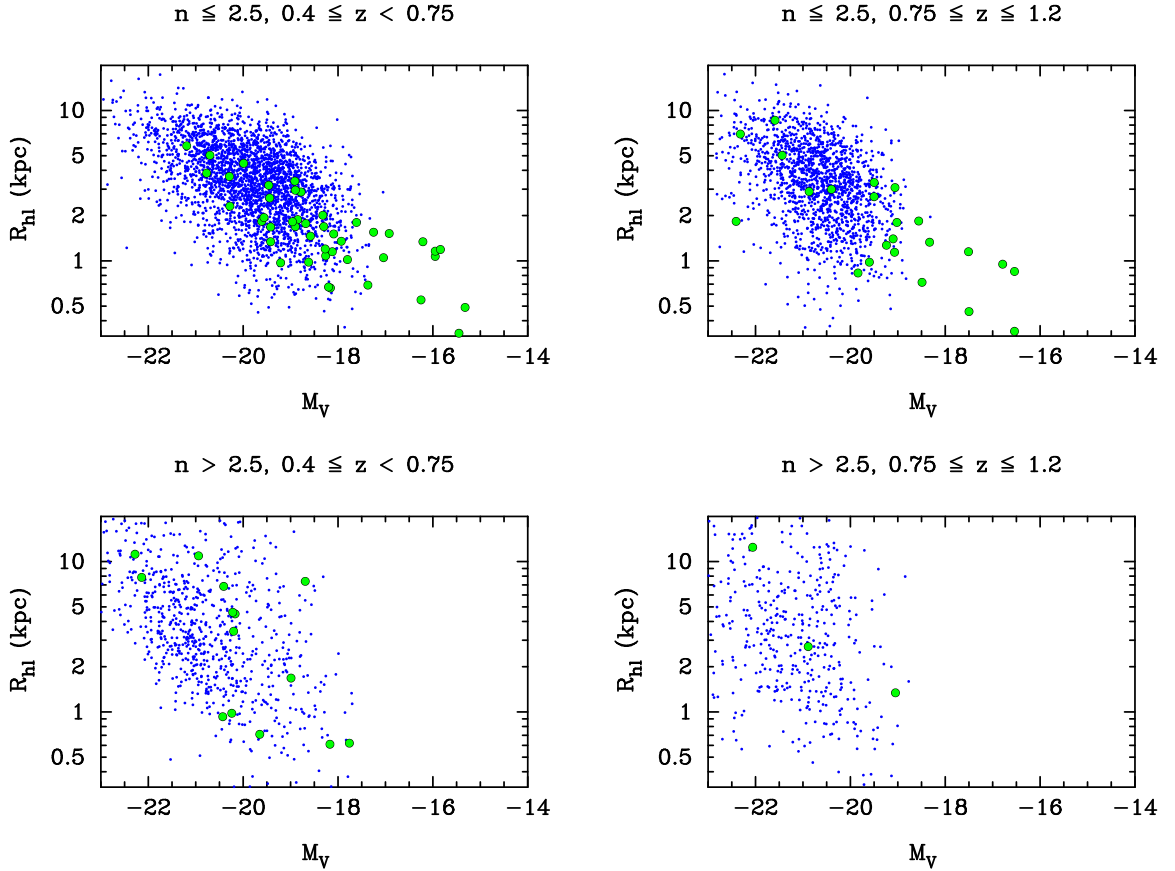 n ≦ 2.5, 0.4 ≦ z < 0.75
10
5
2
1
0.5
R_hl (kpc)
−22 −20 −18 −16 −14
M_V
n ≦ 2.5, 0.75 ≦ z ≦ 1.2
10
5
2
1
0.5
R_hl (kpc)
−22 −20 −18 −16 −14
M_V
n > 2.5, 0.4 ≦ z < 0.75
10
5
2
1
0.5
R_hl (kpc)
−22 −20 −18 −16 −14
M_V
n > 2.5, 0.75 ≦ z ≦ 1.2
10
5
2
1
0.5
R_hl (kpc)
−22 −20 −18 −16 −14
M_V